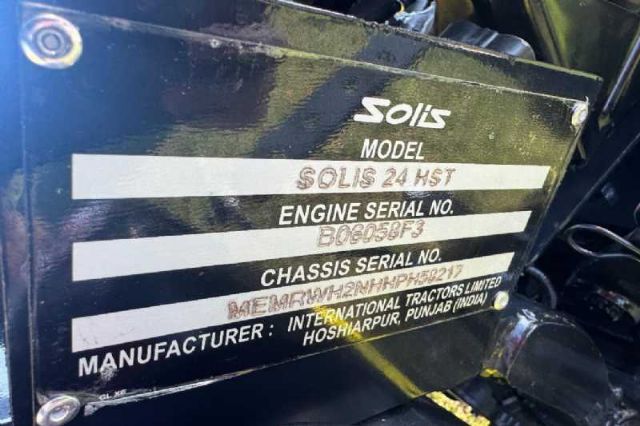 Solis
MODEL
SOLIS 24 HST
ENGINE SERIAL NO.
B06058F3
CHASSIS SERIAL NO.
MEMRWH2NHHPH58217
MANUFACTURER : INTERNATIONAL TRACTORS LIMITED
HOSHIARPUR, PUNJAB (INDIA)